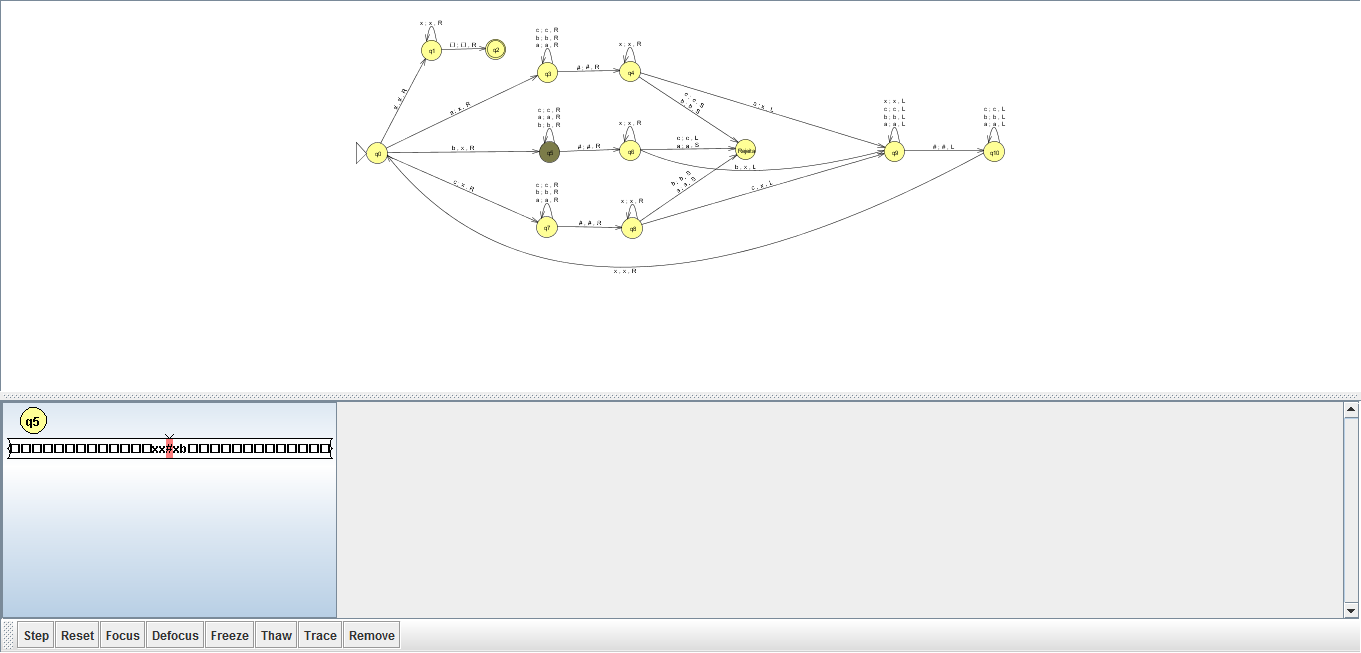 x ; x , R
q1
□ ; □ , R
q2
c ; c , R
b ; b , R
a ; a , R
q3
# ; # , R
x ; x , R
q4
a ; x , R
c ; x , L
q0
b ; x , R
c ; c , R
a ; a , R
b ; b , R
q5
# ; # , R
x ; x , R
q6
c ; c , L
a ; a , S
Rejeita
b ; x , L
x ; x , L
c ; c , L
b ; b , L
a ; a , L
q9
# ; # , L
c ; c , L
b ; b , L
a ; a , L
q10
c ; x , R
c ; c , R
b ; b , R
a ; a , R
q7
# ; # , R
x ; x , R
q8
c ; x , L
x ; x , R
q5
xx#xb
Step Reset Focus Defocus Freeze Thaw Trace Remove